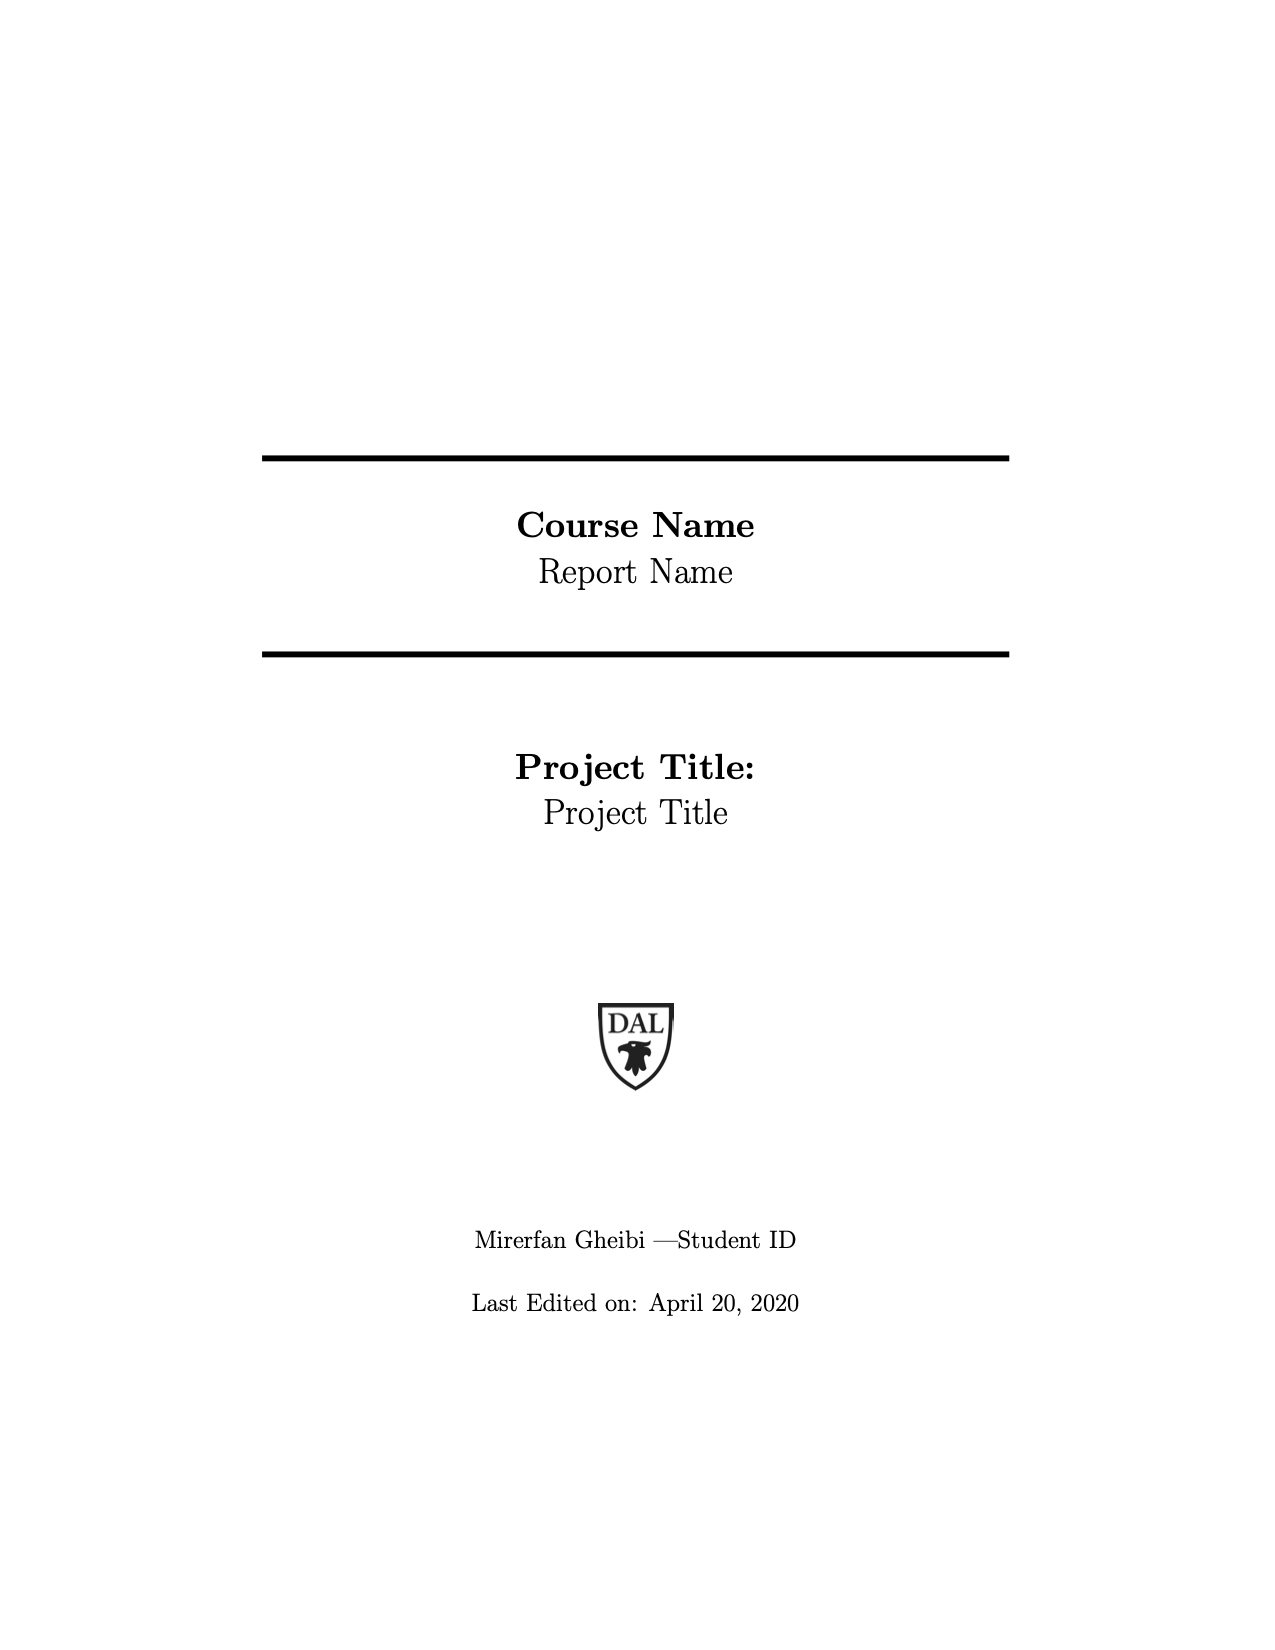 Course Name
Report Name
Project Title:
Project Title
DAL
Mirerfan Gheibi —Student ID
Last Edited on: April 20, 2020